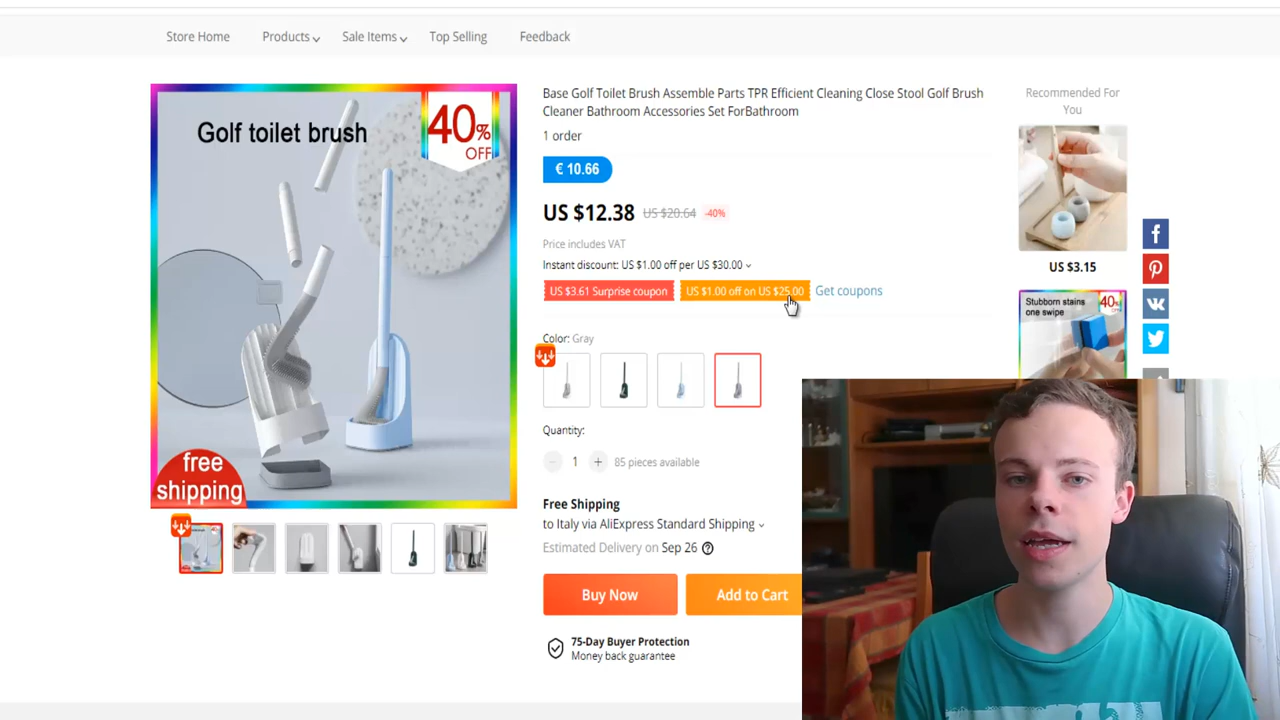 Store Home Products Sale Items Top Selling Feedback
Golf toilet brush
40%
OFF
free
shipping
Base Golf Toilet Brush Assemble Parts TPR Efficient Cleaning Close Stool Golf Brush
Cleaner Bathroom Accessories Set ForBathroom
1 order
€ 10.66
US $12.38 US $20.64 -40%
Price includes VAT
Instant discount: US $1.00 off per US $30.00
US $3.61 Surprise coupon US $1.00 off on US $25.00 Get coupons
Color: Gray
Quantity:
1 85 pieces available
Free Shipping
to Italy via AliExpress Standard Shipping
Estimated Delivery on Sep 26
Buy Now Add to Cart
75-Day Buyer Protection
Money back guarantee
Recommended For
You
US $3.15
Stubborn stains
one swipe
40%
OFF